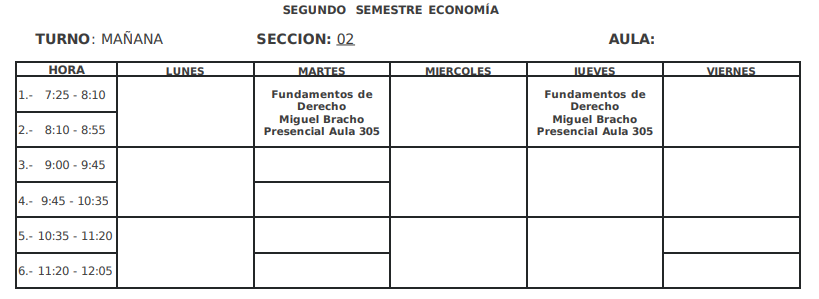 SEGUNDO SEMESTRE ECONOMÍA
TURNO: MAÑANA SECCION: 02 AULA:
HORA LUNES MARTES MIERCOLES JUEVES VIERNES
1.- 7:25 - 8:10
2.- 8:10 - 8:55
Fundamentos de
Derecho
Miguel Bracho
Presencial Aula 305
Fundamentos de
Derecho
Miguel Bracho
Presencial Aula 305
3.- 9:00 - 9:45
4.- 9:45 - 10:35
5.- 10:35 - 11:20
6.- 11:20 - 12:05